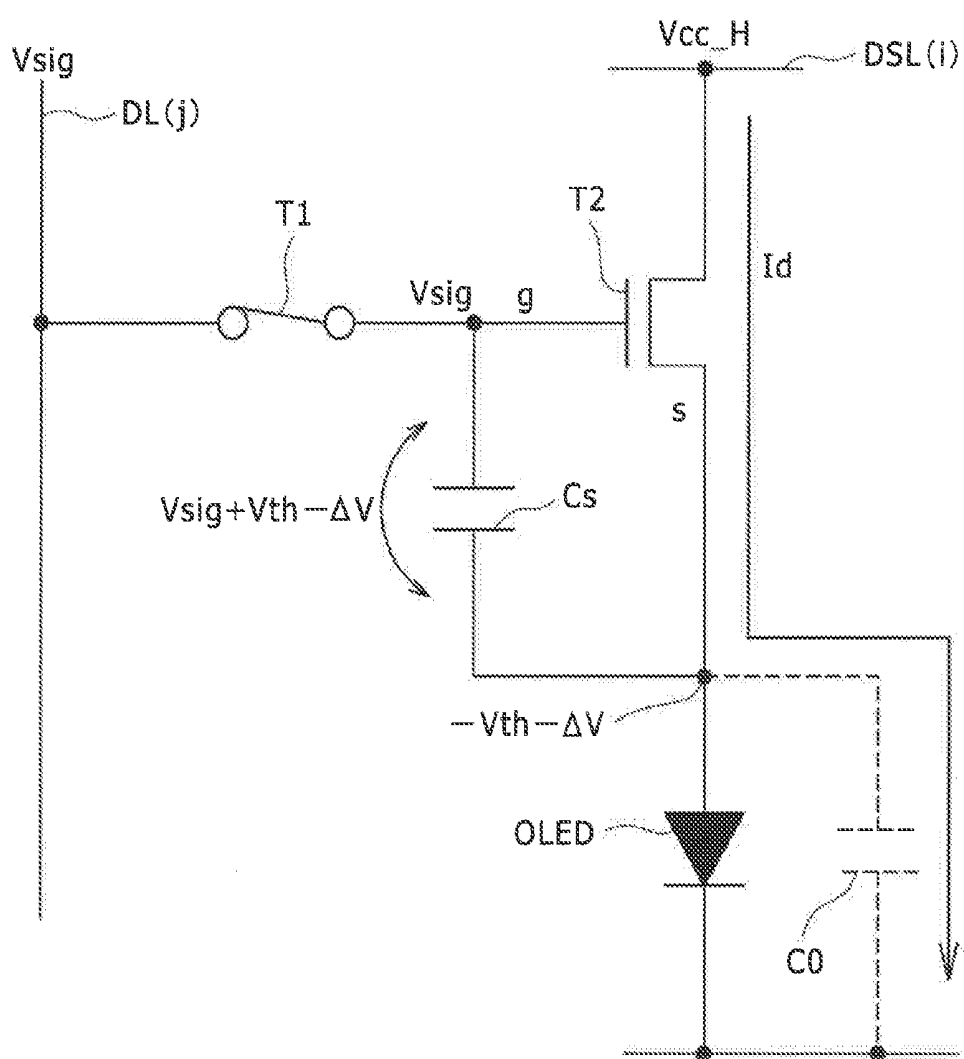 Vcc_H
Vsig
DSL(i)
DL(j)
T1
T2
Vsig
g
Id
s
Vsig+Vth−ΔV
Cs
−Vth−ΔV
OLED
C0